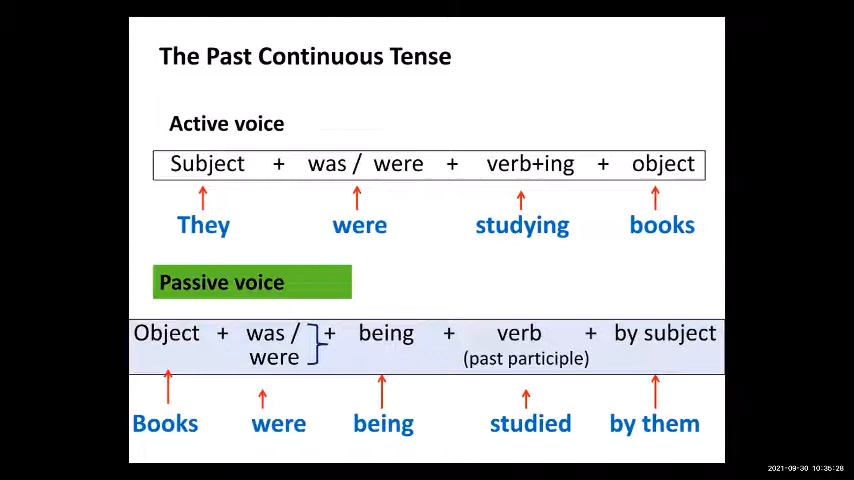 The Past Continuous Tense
Active voice
Subject + was / were + verb+ing + object
They were studying books
Passive voice
Object + was / + being + verb + by subject
were (past participle)
Books were being studied by them
2021-09-30 10:35:28